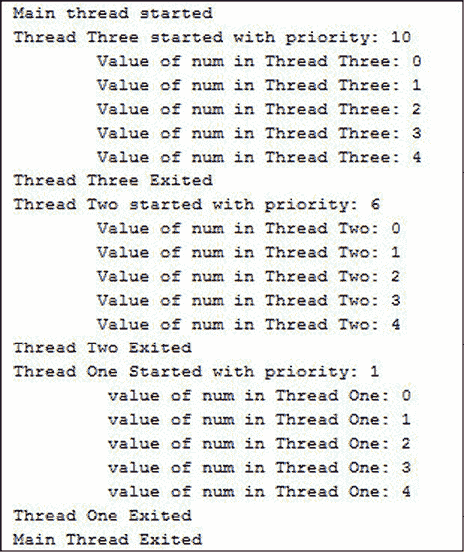 Main thread started
Thread Three started with priority: 10
Value of num in Thread Three: 0
Value of num in Thread Three: 1
Value of num in Thread Three: 2
Value of num in Thread Three: 3
Value of num in Thread Three: 4
Thread Three Exited
Thread Two started with priority: 6
Value of num in Thread Two: 0
Value of num in Thread Two: 1
Value of num in Thread Two: 2
Value of num in Thread Two: 3
Value of num in Thread Two: 4
Thread Two Exited
Thread One Started with priority: 1
value of num in Thread One: 0
value of num in Thread One: 1
value of num in Thread One: 2
value of num in Thread One: 3
value of num in Thread One: 4
Thread One Exited
Main Thread Exited